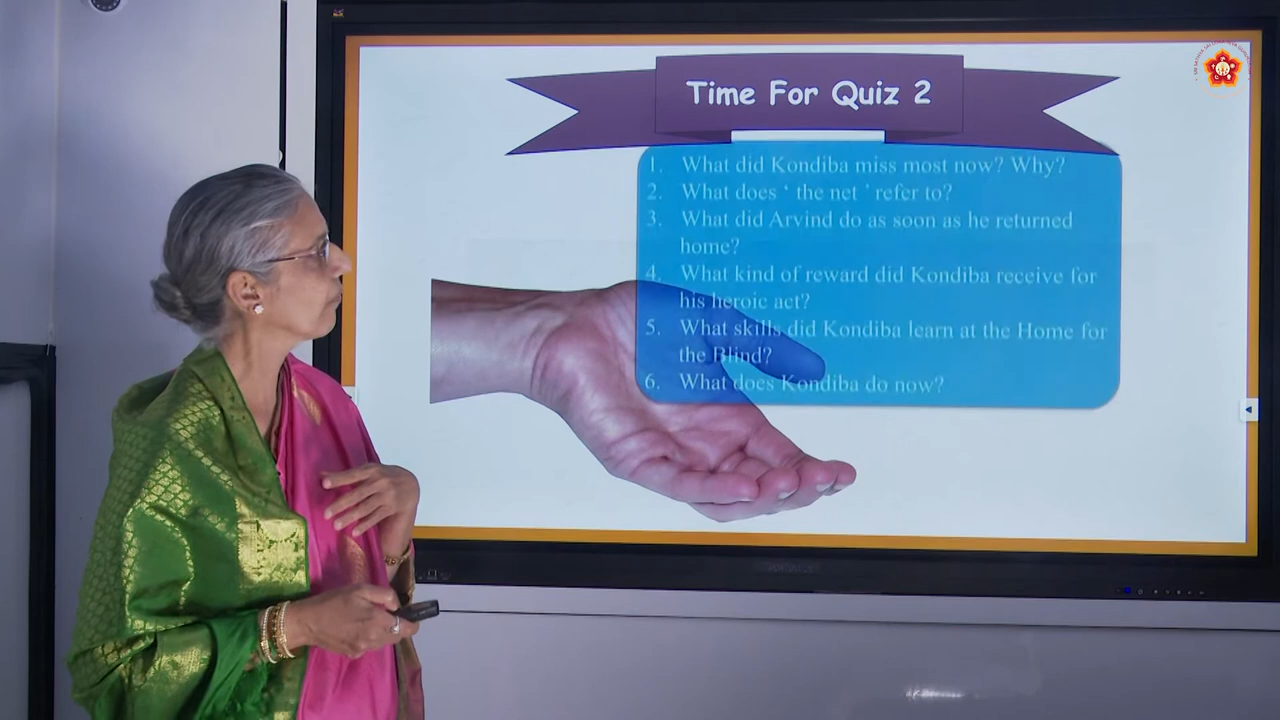 Time For Quiz 2
1. What did Kondiba miss most now? Why?
2. What does ‘ the net ’ refer to?
3. What did Arvind do as soon as he returned
home?
4. What kind of reward did Kondiba receive for
his heroic act?
5. What skills did Kondiba learn at the Home for
the Blind?
6. What does Kondiba do now?